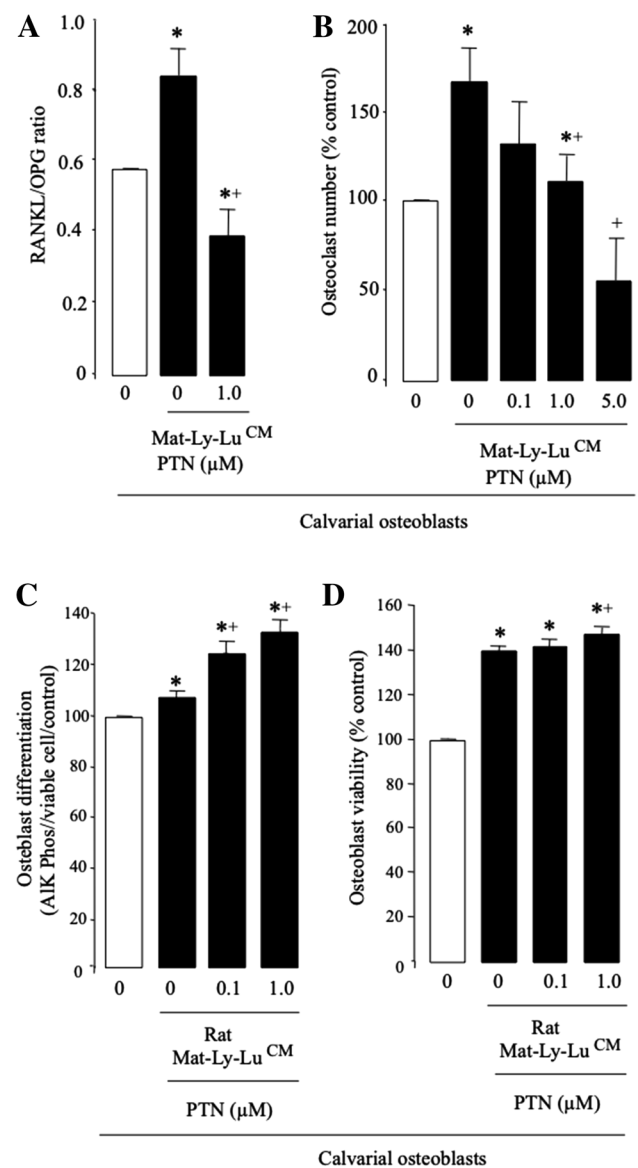 A
RANKL/OPG ratio
1.0
0.8
0.6
0.4
0.2
0
*
*+
0 0 1.0
Mat-Ly-Lu CM
PTN (µM)
B
Osteoclast number (% control)
200
150
100
50
0
*
*+
+
0 0 0.1 1.0 5.0
Mat-Ly-Lu CM
PTN (µM)
Calvarial osteoblasts
C
Osteblast differentiation
(AlK Phos//viable cell/control)
140
120
100
80
60
40
20
0
*
*+
*+
0 0 0.1 1.0
Rat
Mat-Ly-Lu CM
PTN (µM)
D
Osteoblast viability (% control)
160
140
120
100
80
60
40
20
0
*
*
*+
0 0 0.1 1.0
Rat
Mat-Ly-Lu CM
PTN (µM)
Calvarial osteoblasts